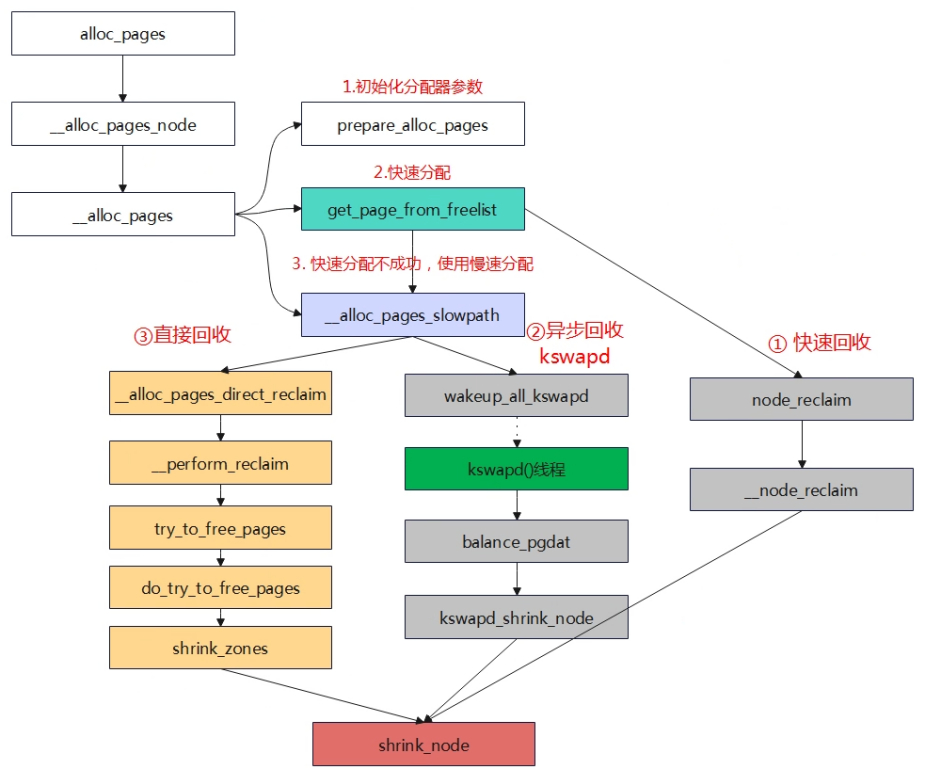 alloc_pages
__alloc_pages_node
__alloc_pages
1.初始化分配器参数
prepare_alloc_pages
2.快速分配
get_page_from_freelist
3. 快速分配不成功，使用慢速分配
__alloc_pages_slowpath
③直接回收
__alloc_pages_direct_reclaim
__perform_reclaim
try_to_free_pages
do_try_to_free_pages
shrink_zones
②异步回收
kswapd
wakeup_all_kswapd
kswapd()线程
balance_pgdat
kswapd_shrink_node
① 快速回收
node_reclaim
__node_reclaim
shrink_node